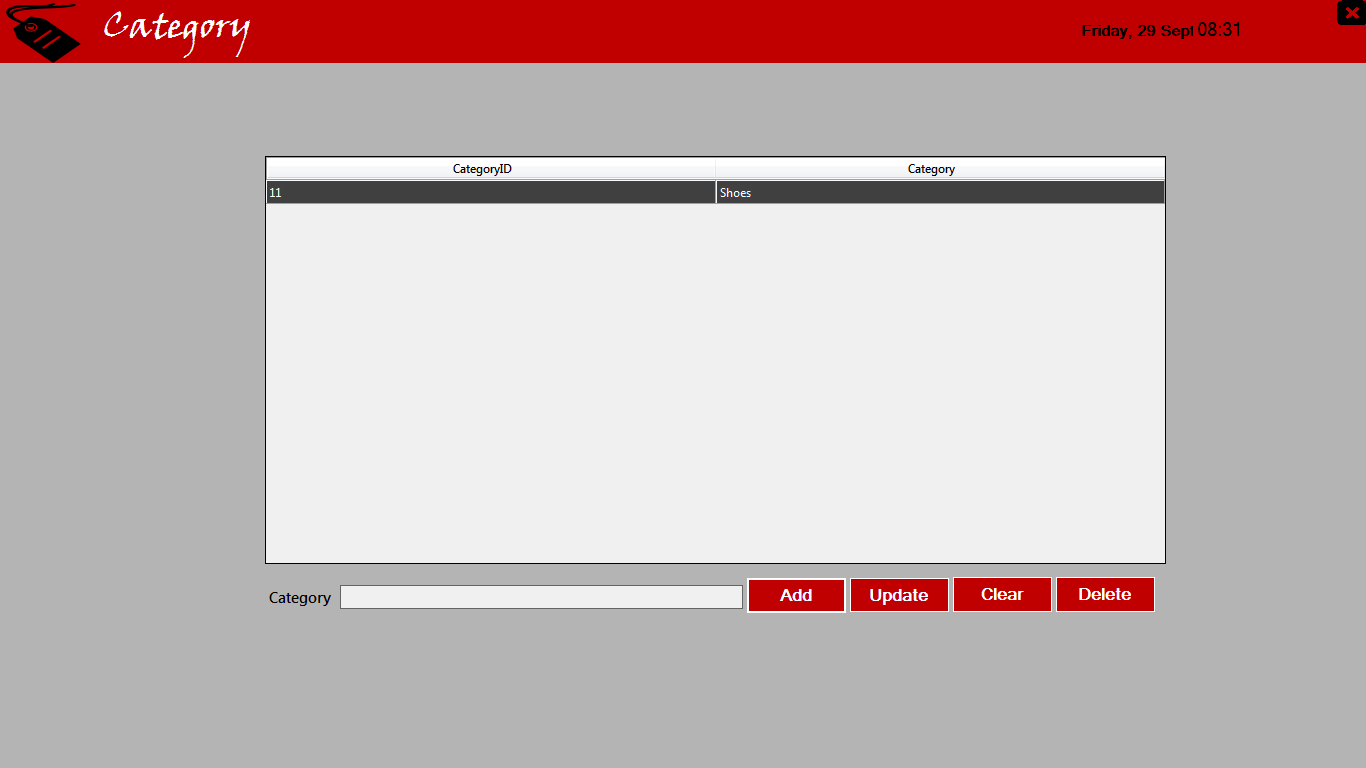 Category
Friday, 29 Sept 08:31
CategoryID Category
11 Shoes
Category Add Update Clear Delete